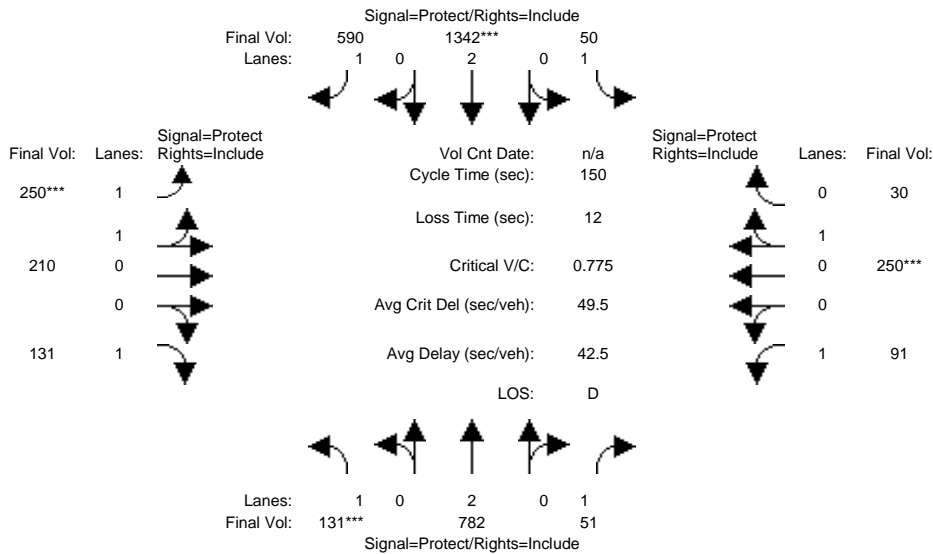 Signal=Protect/Rights=Include
Final Vol: 590 1342*** 50
Lanes: 1 0 2 0 1
Signal=Protect
Final Vol: Lanes: Rights=Include
Vol Cnt Date: n/a
Signal=Protect
Rights=Include Lanes: Final Vol:
Cycle Time (sec): 150
250*** 1
0 30
Loss Time (sec): 12
1
1
210 0
Critical V/C: 0.775
0 250***
0
Avg Crit Del (sec/veh): 49.5
0
131 1
Avg Delay (sec/veh): 42.5
1 91
LOS: D
Lanes: 1 0 2 0 1
Final Vol: 131*** 782 51
Signal=Protect/Rights=Include